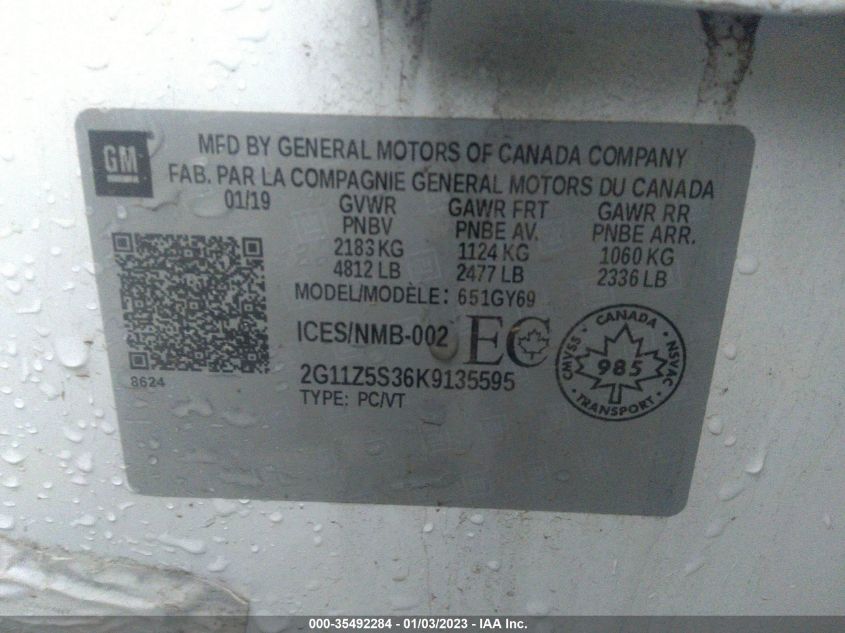 GM
MFD BY GENERAL MOTORS OF CANADA COMPANY
FAB. PAR LA COMPAGNIE GENERAL MOTORS DU CANADA
01/19 GVWR GAWR FRT GAWR RR
PNBV PNBE AV. PNBE ARR.
2183 KG 1124 KG 1060 KG
4812 LB 2477 LB 2336 LB
MODEL/MODÈLE: 651GY69
ICES/NMB-002 EC
2G11Z5S36K9135595
TYPE: PC/VT
8624
CANADA
CMVSS 985 NSVAC
TRANSPORT
000-35492284 - 01/03/2023 - IAA Inc.